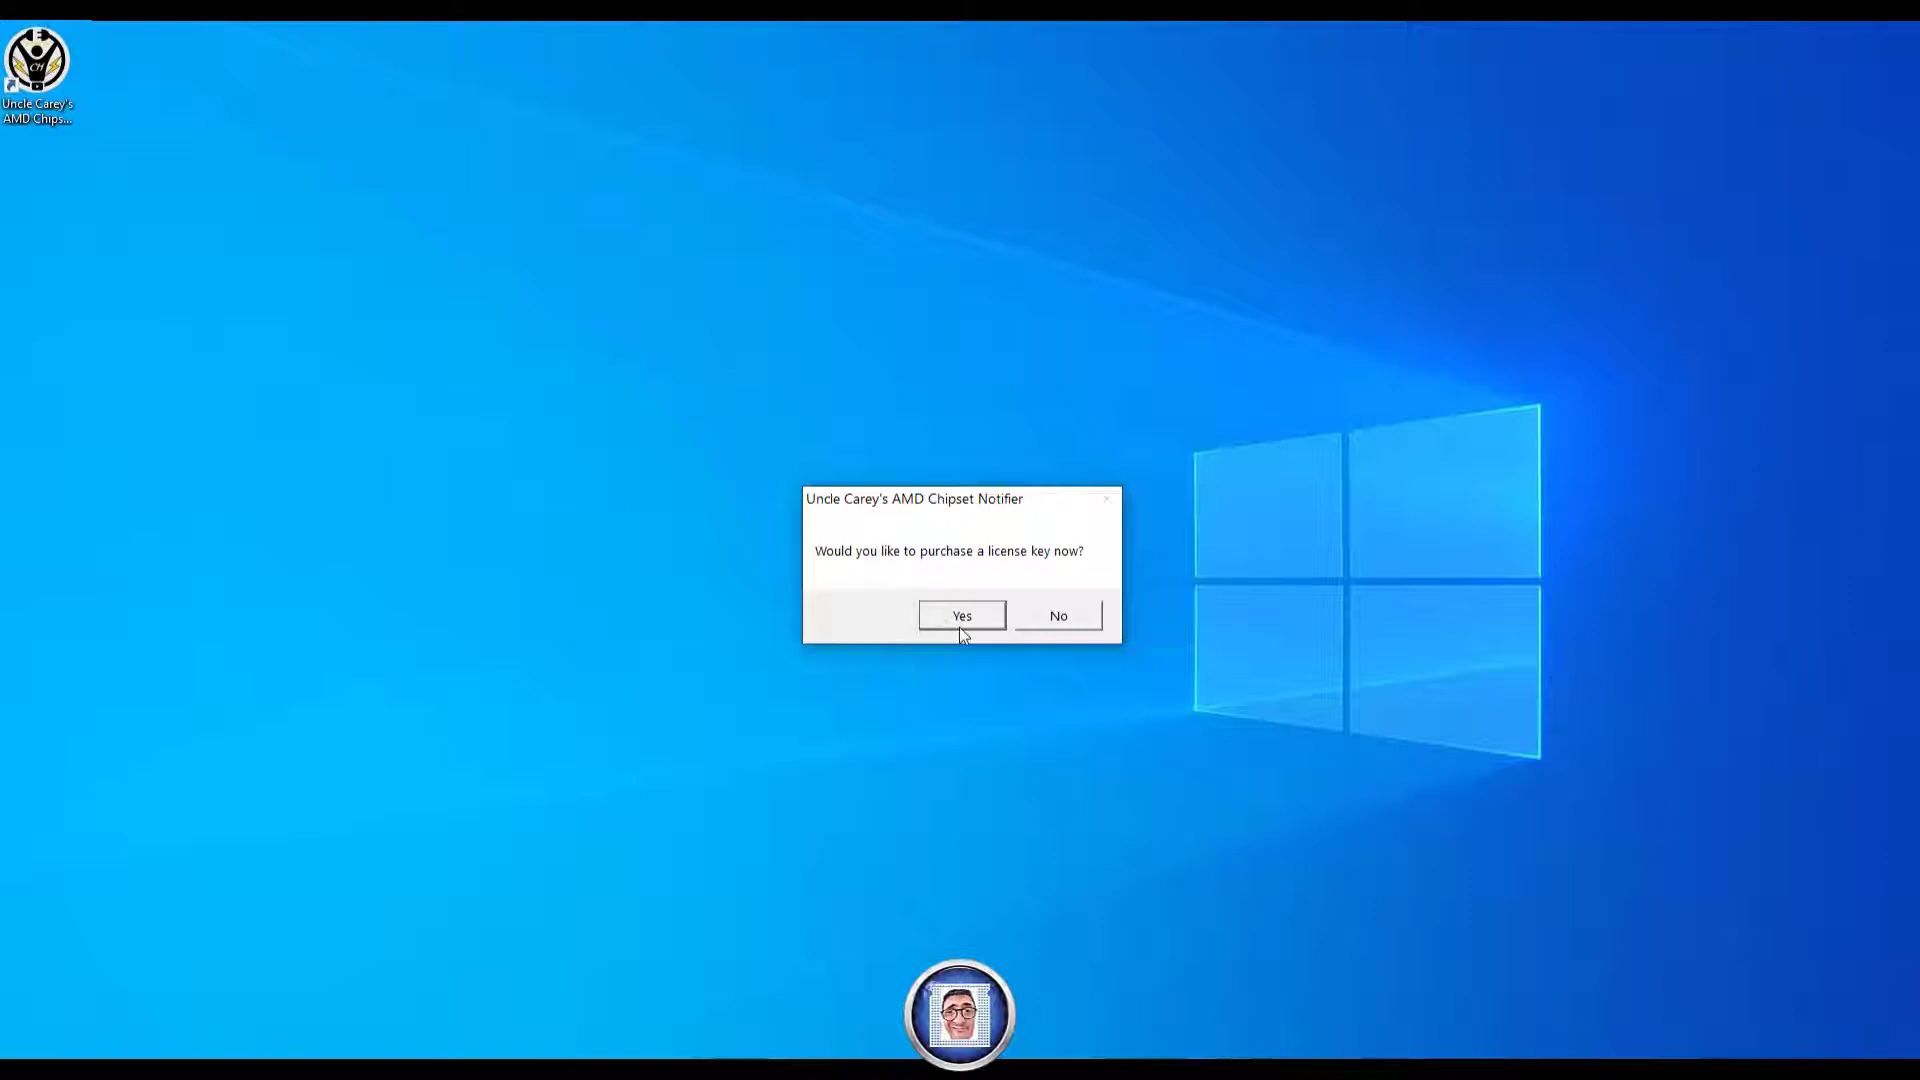 Uncle Carey's
AMD Chips...
Uncle Carey's AMD Chipset Notifier
Would you like to purchase a license key now?
Yes
No